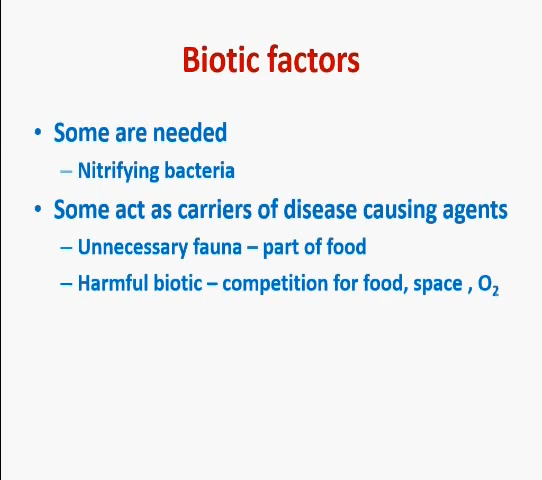 Biotic factors
• Some are needed
– Nitrifying bacteria
• Some act as carriers of disease causing agents
– Unnecessary fauna – part of food
– Harmful biotic – competition for food, space , O₂